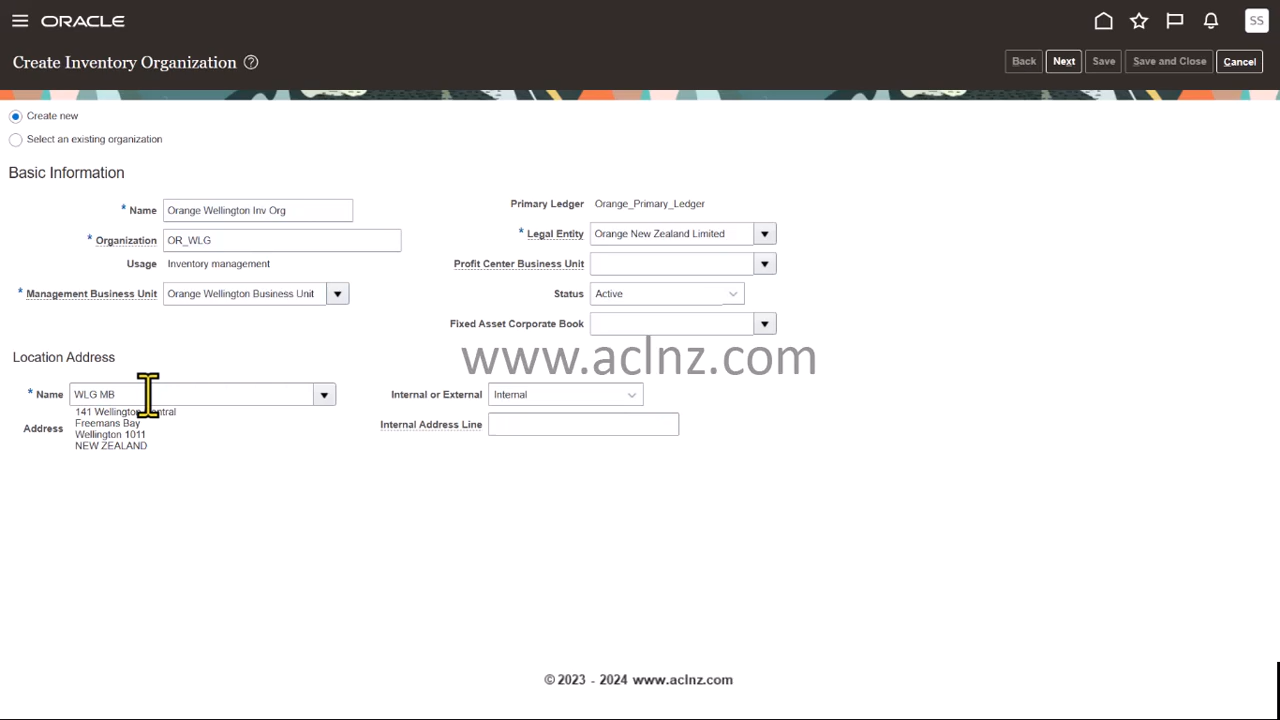 ORACLE
SS
Create Inventory Organization ?
Back Next Save Save and Close Cancel
Create new
Select an existing organization
Basic Information
* Name Orange Wellington Inv Org
* Organization OR_WLG
Usage Inventory management
* Management Business Unit Orange Wellington Business Unit
Primary Ledger Orange_Primary_Ledger
* Legal Entity Orange New Zealand Limited
Profit Center Business Unit
Status Active
Fixed Asset Corporate Book
www.aclnz.com
Location Address
* Name WLG MB
Address 141 Wellington Central
Freemans Bay
Wellington 1011
NEW ZEALAND
Internal or External Internal
Internal Address Line
© 2023 - 2024 www.aclnz.com